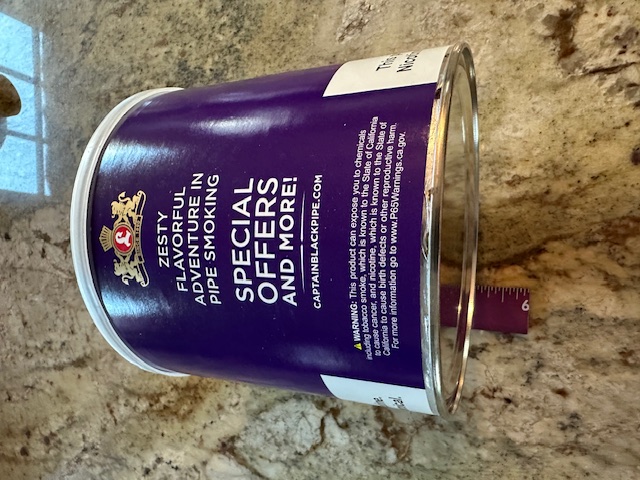 ZESTY
FLAVORFUL
ADVENTURE IN
PIPE SMOKING
SPECIAL
OFFERS
AND MORE!
CAPTAINBLACKPIPE.COM
⚠ WARNING: This product can expose you to chemicals
including tobacco smoke, which is known to the State of California
to cause cancer, and nicotine, which is known to the State of
California to cause birth defects or other reproductive harm.
For more information go to www.P65Warnings.ca.gov.
6